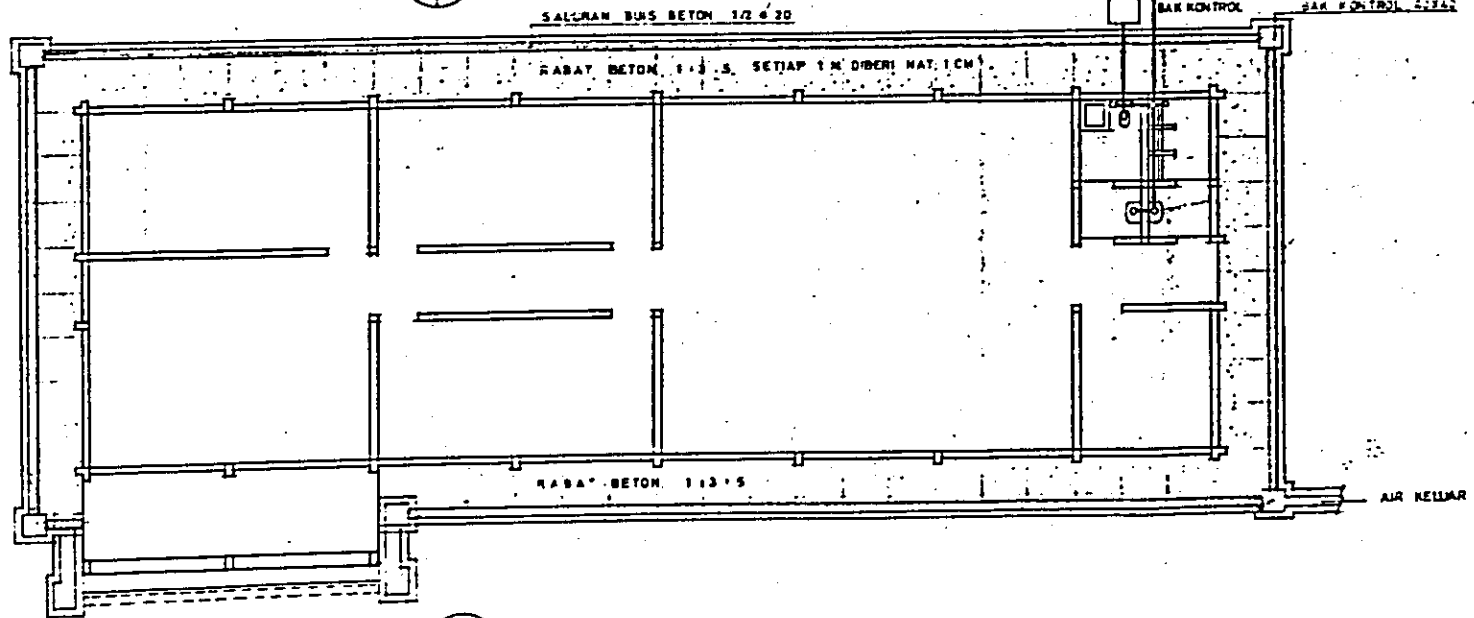 SALURAN BUIS BETON 1/2 ø 20
BAK KONTROL
BAK KONTROL
RABAT BETON 1:3:5 SETIAP 1 M DIBERI NAT 1 CM
RABAT BETON 1:3:5
AIR KELUAR